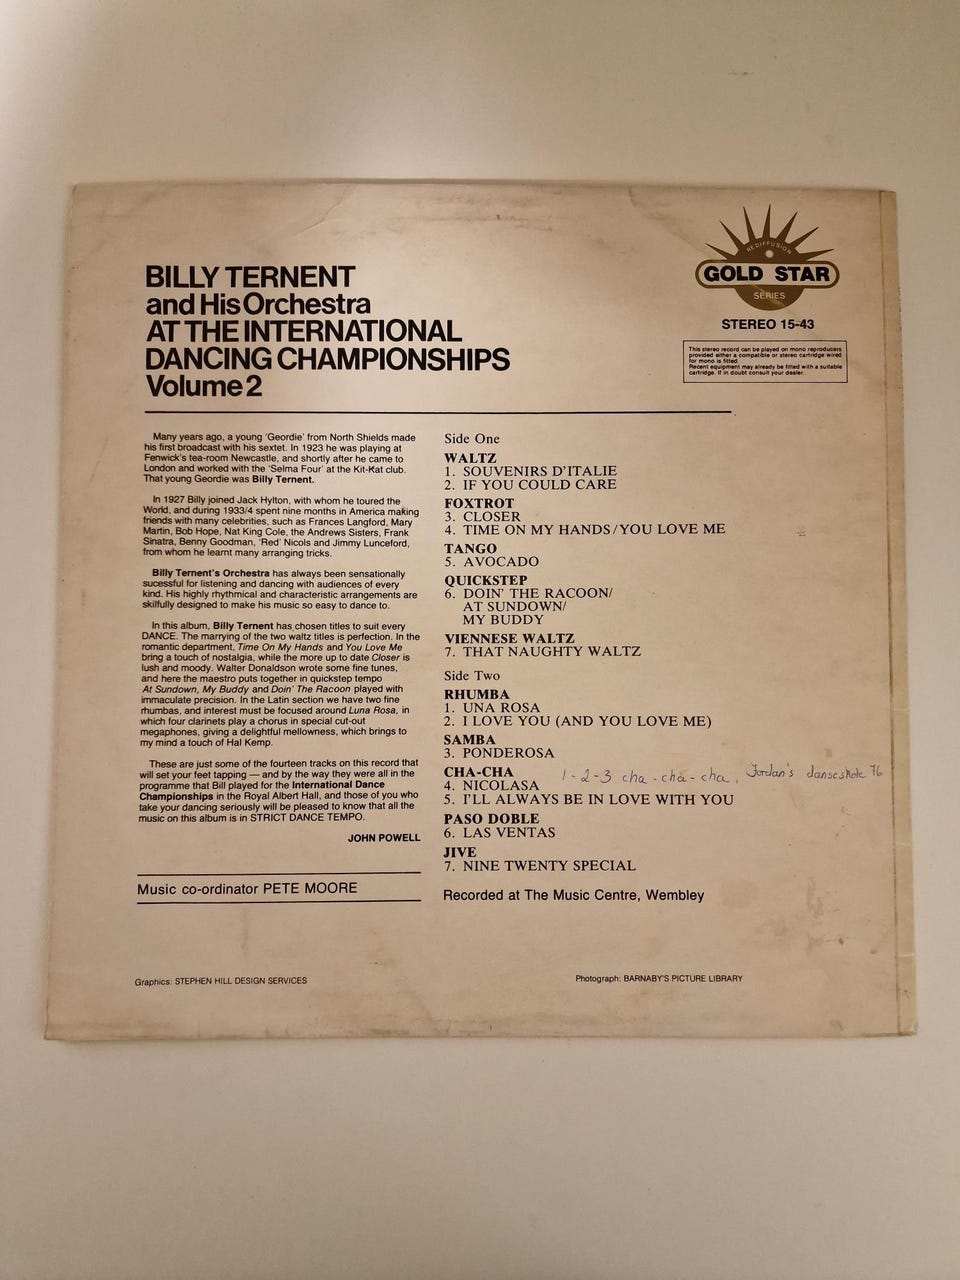 BILLY TERNENT
and His Orchestra
AT THE INTERNATIONAL
DANCING CHAMPIONSHIPS
Volume 2
REDIFFUSION
GOLD STAR
SERIES
STEREO 15-43
This stereo record can be played on mono reproducers
provided either a compatible or stereo cartridge wired
for mono is fitted.
Recent equipment may already be fitted with a suitable
cartridge. If in doubt consult your dealer.
Many years ago, a young 'Geordie' from North Shields made
his first broadcast with his sextet. In 1923 he was playing at
Fenwick's tea-room Newcastle, and shortly after he came to
London and worked with the 'Selma Four' at the Kit-Kat club.
That young Geordie was Billy Ternent.
In 1927 Billy joined Jack Hylton, with whom he toured the
World, and during 1933/4 spent nine months in America making
friends with many celebrities, such as Frances Langford, Mary
Martin, Bob Hope, Nat King Cole, the Andrews Sisters, Frank
Sinatra, Benny Goodman, 'Red' Nicols and Jimmy Lunceford,
from whom he learnt many arranging tricks.
Billy Ternent's Orchestra has always been sensationally
sucessful for listening and dancing with audiences of every
kind. His highly rhythmical and characteristic arrangements are
skilfully designed to make his music so easy to dance to.
In this album, Billy Ternent has chosen titles to suit every
DANCE. The marrying of the two waltz titles is perfection. In the
romantic department, Time On My Hands and You Love Me
bring a touch of nostalgia, while the more up to date Closer is
lush and moody. Walter Donaldson wrote some fine tunes,
and here the maestro puts together in quickstep tempo
At Sundown, My Buddy and Doin' The Racoon played with
immaculate precision. In the Latin section we have two fine
rhumbas, and interest must be focused around Luna Rosa, in
which four clarinets play a chorus in special cut-out
megaphones, giving a delightful mellowness, which brings to
my mind a touch of Hal Kemp.
These are just some of the fourteen tracks on this record that
will set your feet tapping — and by the way they were all in the
programme that Bill played for the International Dance
Championships in the Royal Albert Hall, and those of you who
take your dancing seriously will be pleased to know that all the
music on this album is in STRICT DANCE TEMPO.
JOHN POWELL
Music co-ordinator PETE MOORE
Side One
WALTZ
1. SOUVENIRS D'ITALIE
2. IF YOU COULD CARE
FOXTROT
3. CLOSER
4. TIME ON MY HANDS/YOU LOVE ME
TANGO
5. AVOCADO
QUICKSTEP
6. DOIN' THE RACOON/
AT SUNDOWN/
MY BUDDY
VIENNESE WALTZ
7. THAT NAUGHTY WALTZ
Side Two
RHUMBA
1. UNA ROSA
2. I LOVE YOU (AND YOU LOVE ME)
SAMBA
3. PONDEROSA
CHA-CHA 1-2-3 cha-cha-cha, Jordan's danseskole 76
4. NICOLASA
5. I'LL ALWAYS BE IN LOVE WITH YOU
PASO DOBLE
6. LAS VENTAS
JIVE
7. NINE TWENTY SPECIAL
Recorded at The Music Centre, Wembley
Graphics: STEPHEN HILL DESIGN SERVICES
Photograph: BARNABY'S PICTURE LIBRARY